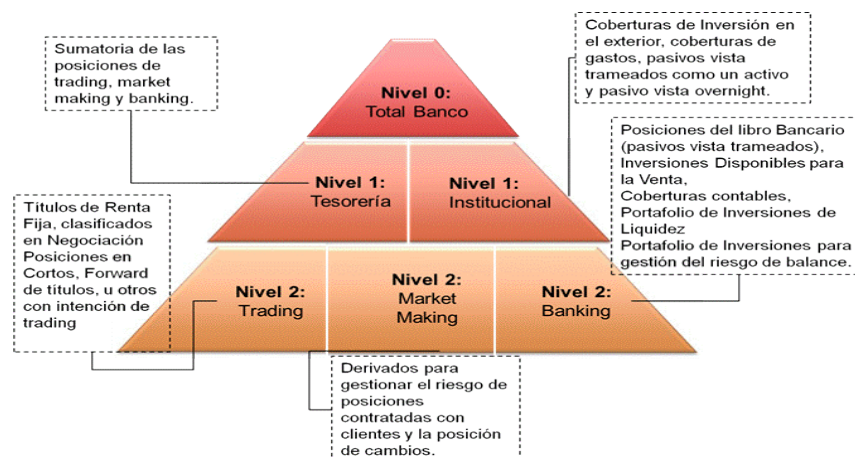 Sumatoria de las
posiciones de
trading, market
making y banking.
Coberturas de Inversión en
el exterior, coberturas de
gastos, pasivos vista
trameados como un activo
y pasivo vista overnight.
Nivel 0:
Total Banco
Posiciones del libro Bancario
(pasivos vista trameados),
Inversiones Disponibles para
la Venta,
Coberturas contables,
Portafolio de Inversiones de
Liquidez
Portafolio de Inversiones para
gestión del riesgo de balance.
Nivel 1:
Tesorería
Nivel 1:
Institucional
Títulos de Renta
Fija, clasificados
en Negociación
Posiciones en
Cortos, Forward
de títulos, u otros
con intención de
trading
Nivel 2:
Trading
Nivel 2:
Market
Making
Nivel 2:
Banking
Derivados para
gestionar el riesgo de
posiciones
contratadas con
clientes y la posición
de cambios.